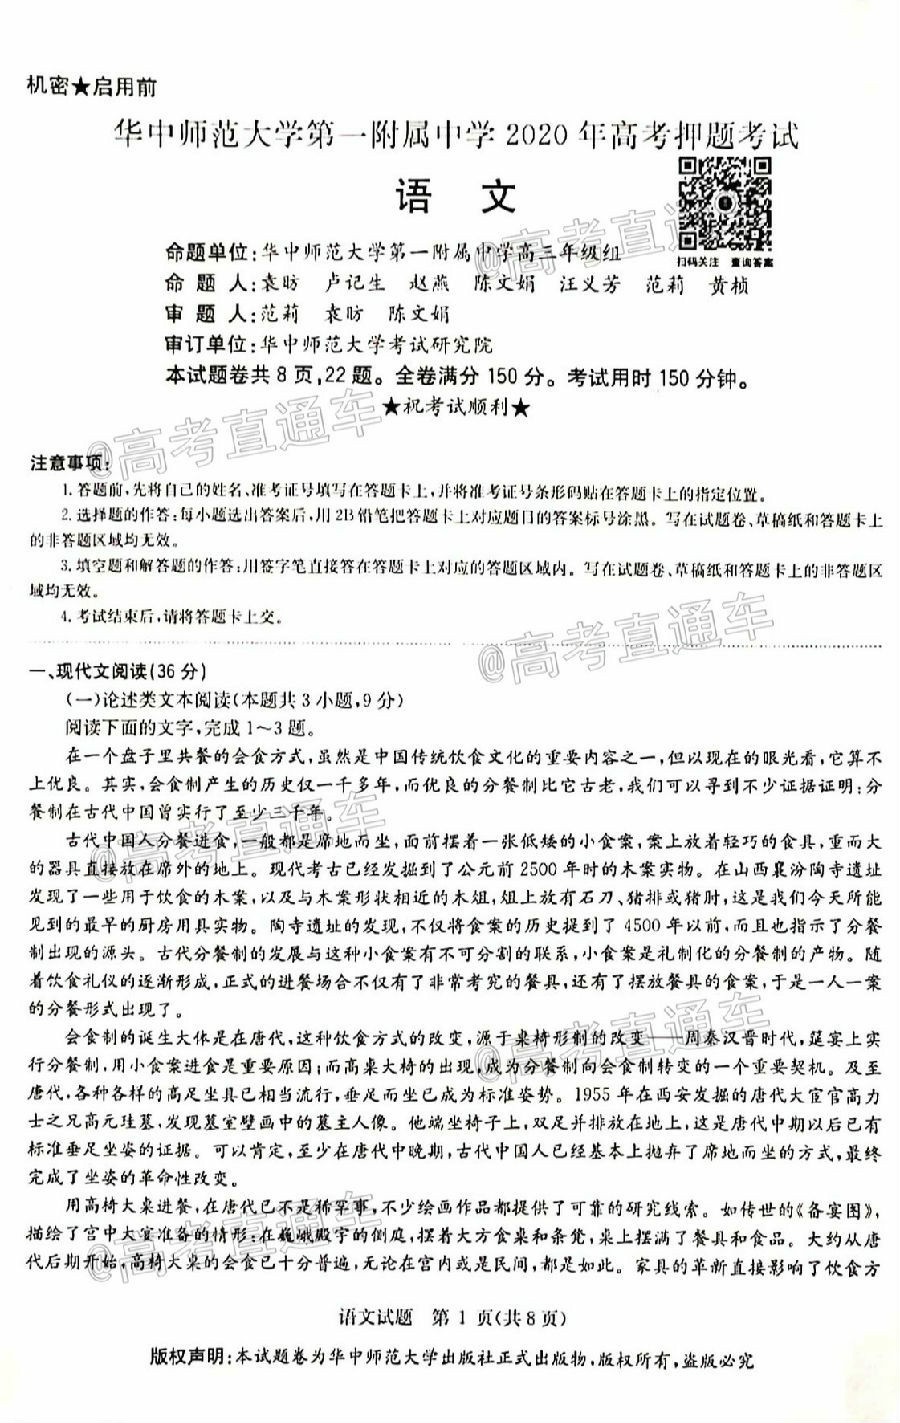 机密★启用前
华中师范大学第一附属中学2020年高考押题考试
语 文
扫码关注 查询答案
命题单位:华中师范大学第一附属中学高三年级组
命 题 人:袁昉 卢记生 赵燕 陈文娟 汪义芳 范莉 黄桢
审 题 人:范莉 袁昉 陈文娟
审订单位:华中师范大学考试研究院
本试题卷共8页,22题。全卷满分150分。考试用时150分钟。
★祝考试顺利★
@高考直通车
注意事项:
1.答题前,先将自己的姓名、准考证号填写在答题卡上,并将准考证号条形码贴在答题卡上的指定位置。
2.选择题的作答:每小题选出答案后,用2B铅笔把答题卡上对应题目的答案标号涂黑。写在试题卷、草稿纸和答题卡上
的非答题区域均无效。
3.填空题和解答题的作答:用签字笔直接答在答题卡上对应的答题区域内。写在试题卷、草稿纸和答题卡上的非答题区
域均无效。
4.考试结束后,请将答题卡上交。
@高考直通车
一、现代文阅读(36分)
(一)论述类文本阅读(本题共3小题,9分)
阅读下面的文字,完成1~3题。
在一个盘子里共餐的会食方式,虽然是中国传统饮食文化的重要内容之一,但以现在的眼光看,它算不
上优良。其实,会食制产生的历史仅一千多年,而优良的分餐制比它古老,我们可以寻到不少证据证明:分
餐制在古代中国曾实行了至少三千年。
古代中国人分餐进食,一般都是席地而坐,面前摆着一张低矮的小食案,案上放着轻巧的食具,重而大
的器具直接放在席外的地上。现代考古已经发掘到了公元前2500年时的木案实物。在山西襄汾陶寺遗址
发现了一些用于饮食的木案,以及与木案形状相近的木俎,俎上放有石刀、猪排或猪肘,这是我们今天所能
见到的最早的厨房用具实物。陶寺遗址的发现,不仅将食案的历史提到了4500年以前,而且也指示了分餐
制出现的源头。古代分餐制的发展与这种小食案有不可分割的联系,小食案是礼制化的分餐制的产物。随
着饮食礼仪的逐渐形成,正式的进餐场合不仅有了非常考究的餐具,还有了摆放餐具的食案,于是一人一案
的分餐形式出现了。
会食制的诞生大体是在唐代,这种饮食方式的改变,源于桌椅形制的改变——周秦汉晋时代,筵宴上实
行分餐制,用小食案进食是重要原因;而高桌大椅的出现,成为分餐制向会食制转变的一个重要契机。及至
唐代,各种各样的高足坐具已相当流行,垂足而坐已成为标准姿势。1955年在西安发掘的唐代大宦官高力
士之兄高元珪墓,发现墓室壁画中的墓主人像。他端坐椅子上,双足并排放在地上,这是唐代中期以后已有
标准垂足坐姿的证据。可以肯定,至少在唐代中晚期,古代中国人已经基本上抛弃了席地而坐的方式,最终
完成了坐姿的革命性改变。
用高椅大桌进餐,在唐代已不是稀罕事,不少绘画作品都提供了可靠的研究线索。如传世的《备宴图》,
描绘了宫中大宴准备的情形:在巍峨殿宇的侧庭,摆着大方食桌和条凳,桌上摆满了餐具和食品。大约从唐
代后期开始,高椅大桌的会食已十分普遍,无论在宫内或是民间,都是如此。家具的革新直接影响了饮食方
语文试题 第1页(共8页)
版权声明:本试题卷为华中师范大学出版社正式出版物,版权所有,盗版必究